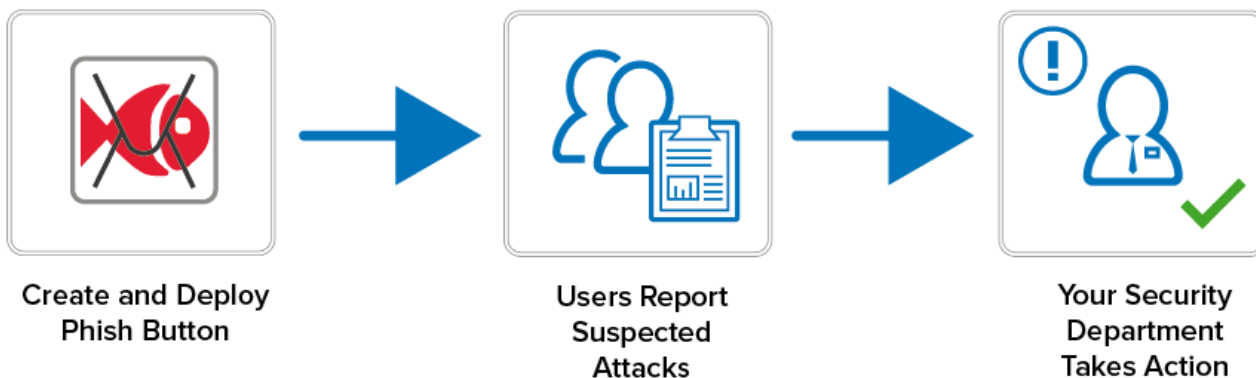 Create and Deploy
Phish Button
Users Report
Suspected
Attacks
Your Security
Department
Takes Action